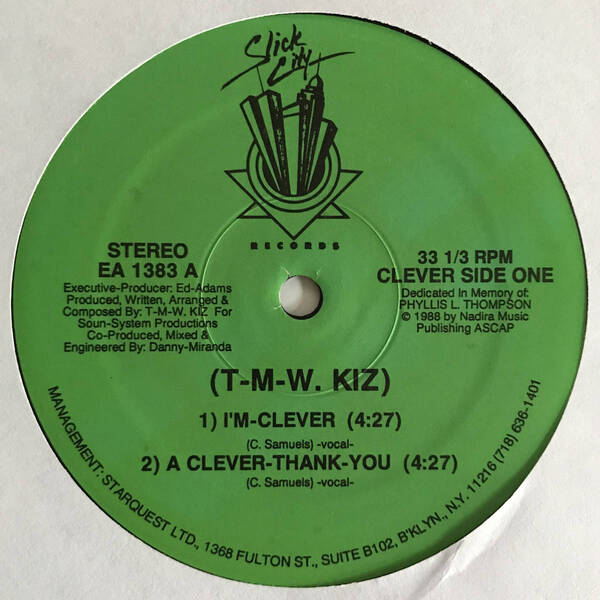 Slick
City
RECORDS
STEREO
EA 1383 A
Executive-Producer: Ed-Adams
Produced, Written, Arranged &
Composed By: T-M-W. KIZ For
Soun-System Productions
Co-Produced, Mixed &
Engineered By: Danny-Miranda
33 1/3 RPM
CLEVER SIDE ONE
Dedicated In Memory of:
PHYLLIS L. THOMPSON
© 1988 by Nadira Music
Publishing ASCAP
(T-M-W. KIZ)
1) I'M-CLEVER (4:27)
(C. Samuels) -vocal-
2) A CLEVER-THANK-YOU (4:27)
(C. Samuels) -vocal-
MANAGEMENT: STARQUEST LTD., 1368 FULTON ST., SUITE B102, B'KLYN., N.Y. 11216 (718) 636-1401